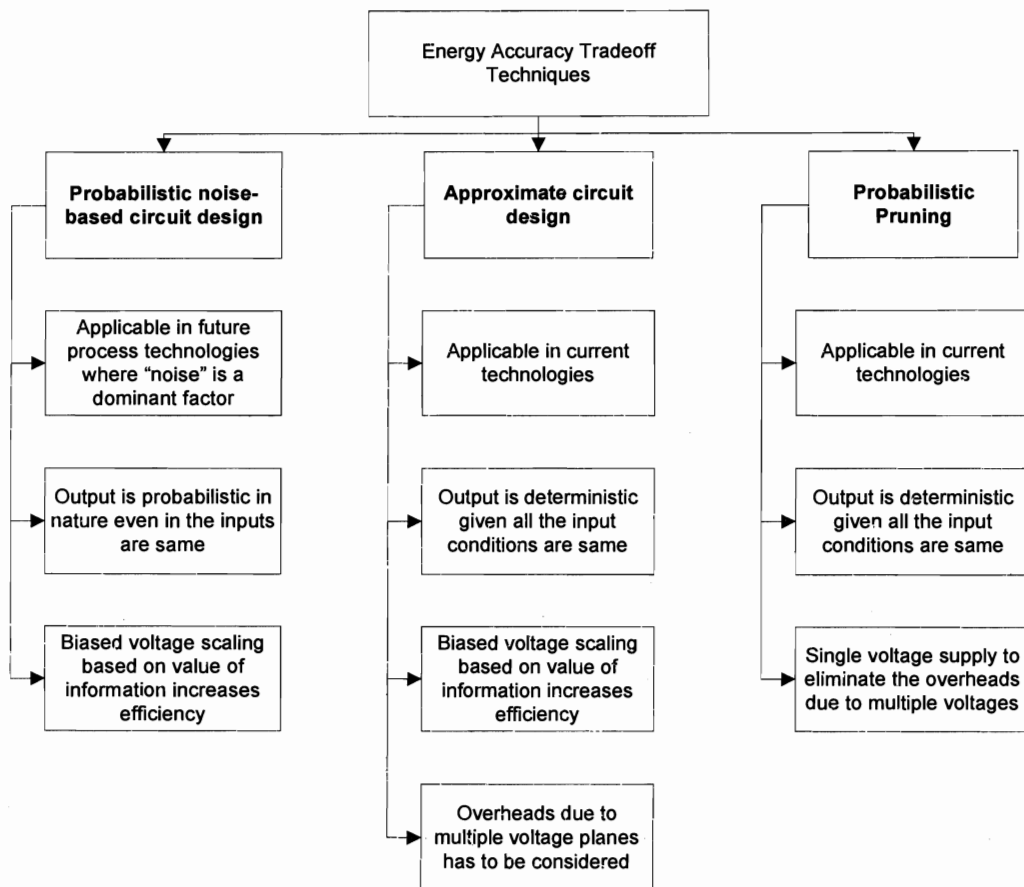 Energy Accuracy Tradeoff
Techniques
Probabilistic noise-
based circuit design
Applicable in future
process technologies
where “noise” is a
dominant factor
Output is probabilistic in
nature even in the inputs
are same
Biased voltage scaling
based on value of
information increases
efficiency
Approximate circuit
design
Applicable in current
technologies
Output is deterministic
given all the input
conditions are same
Biased voltage scaling
based on value of
information increases
efficiency
Overheads due to
multiple voltage planes
has to be considered
Probabilistic
Pruning
Applicable in current
technologies
Output is deterministic
given all the input
conditions are same
Single voltage supply to
eliminate the overheads
due to multiple voltages